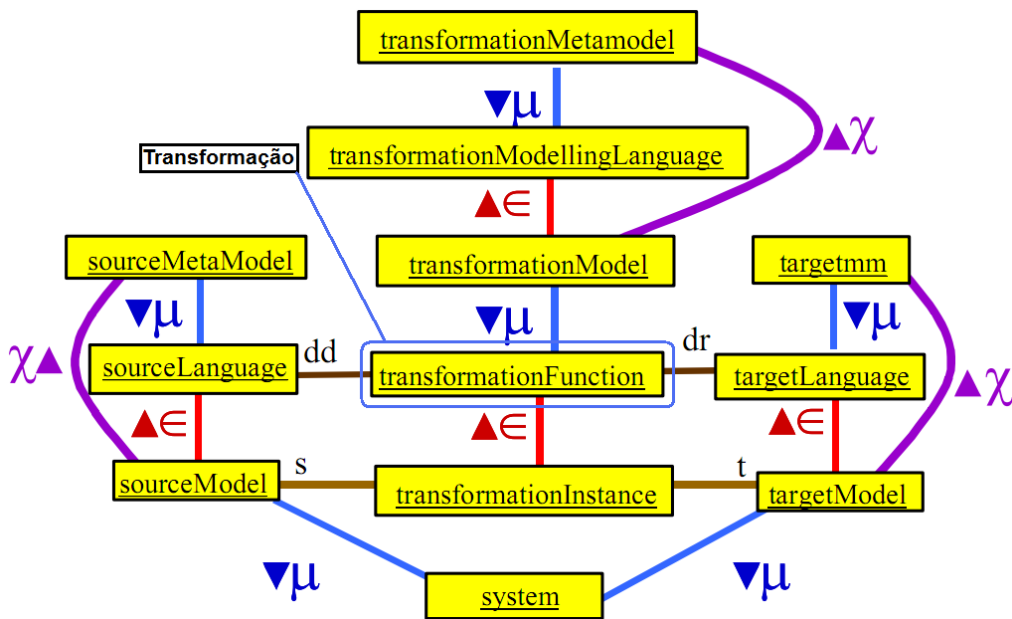 transformationMetamodel
▼μ
▲χ
transformationModellingLanguage
Transformação
▲∈
sourceMetaModel
transformationModel
targetmm
▼μ
▼μ
▼μ
χ▲
sourceLanguage
dd
transformationFunction
dr
targetLanguage
▲χ
▲∈
▲∈
▲∈
sourceModel
s
transformationInstance
t
targetModel
▼μ
▼μ
system